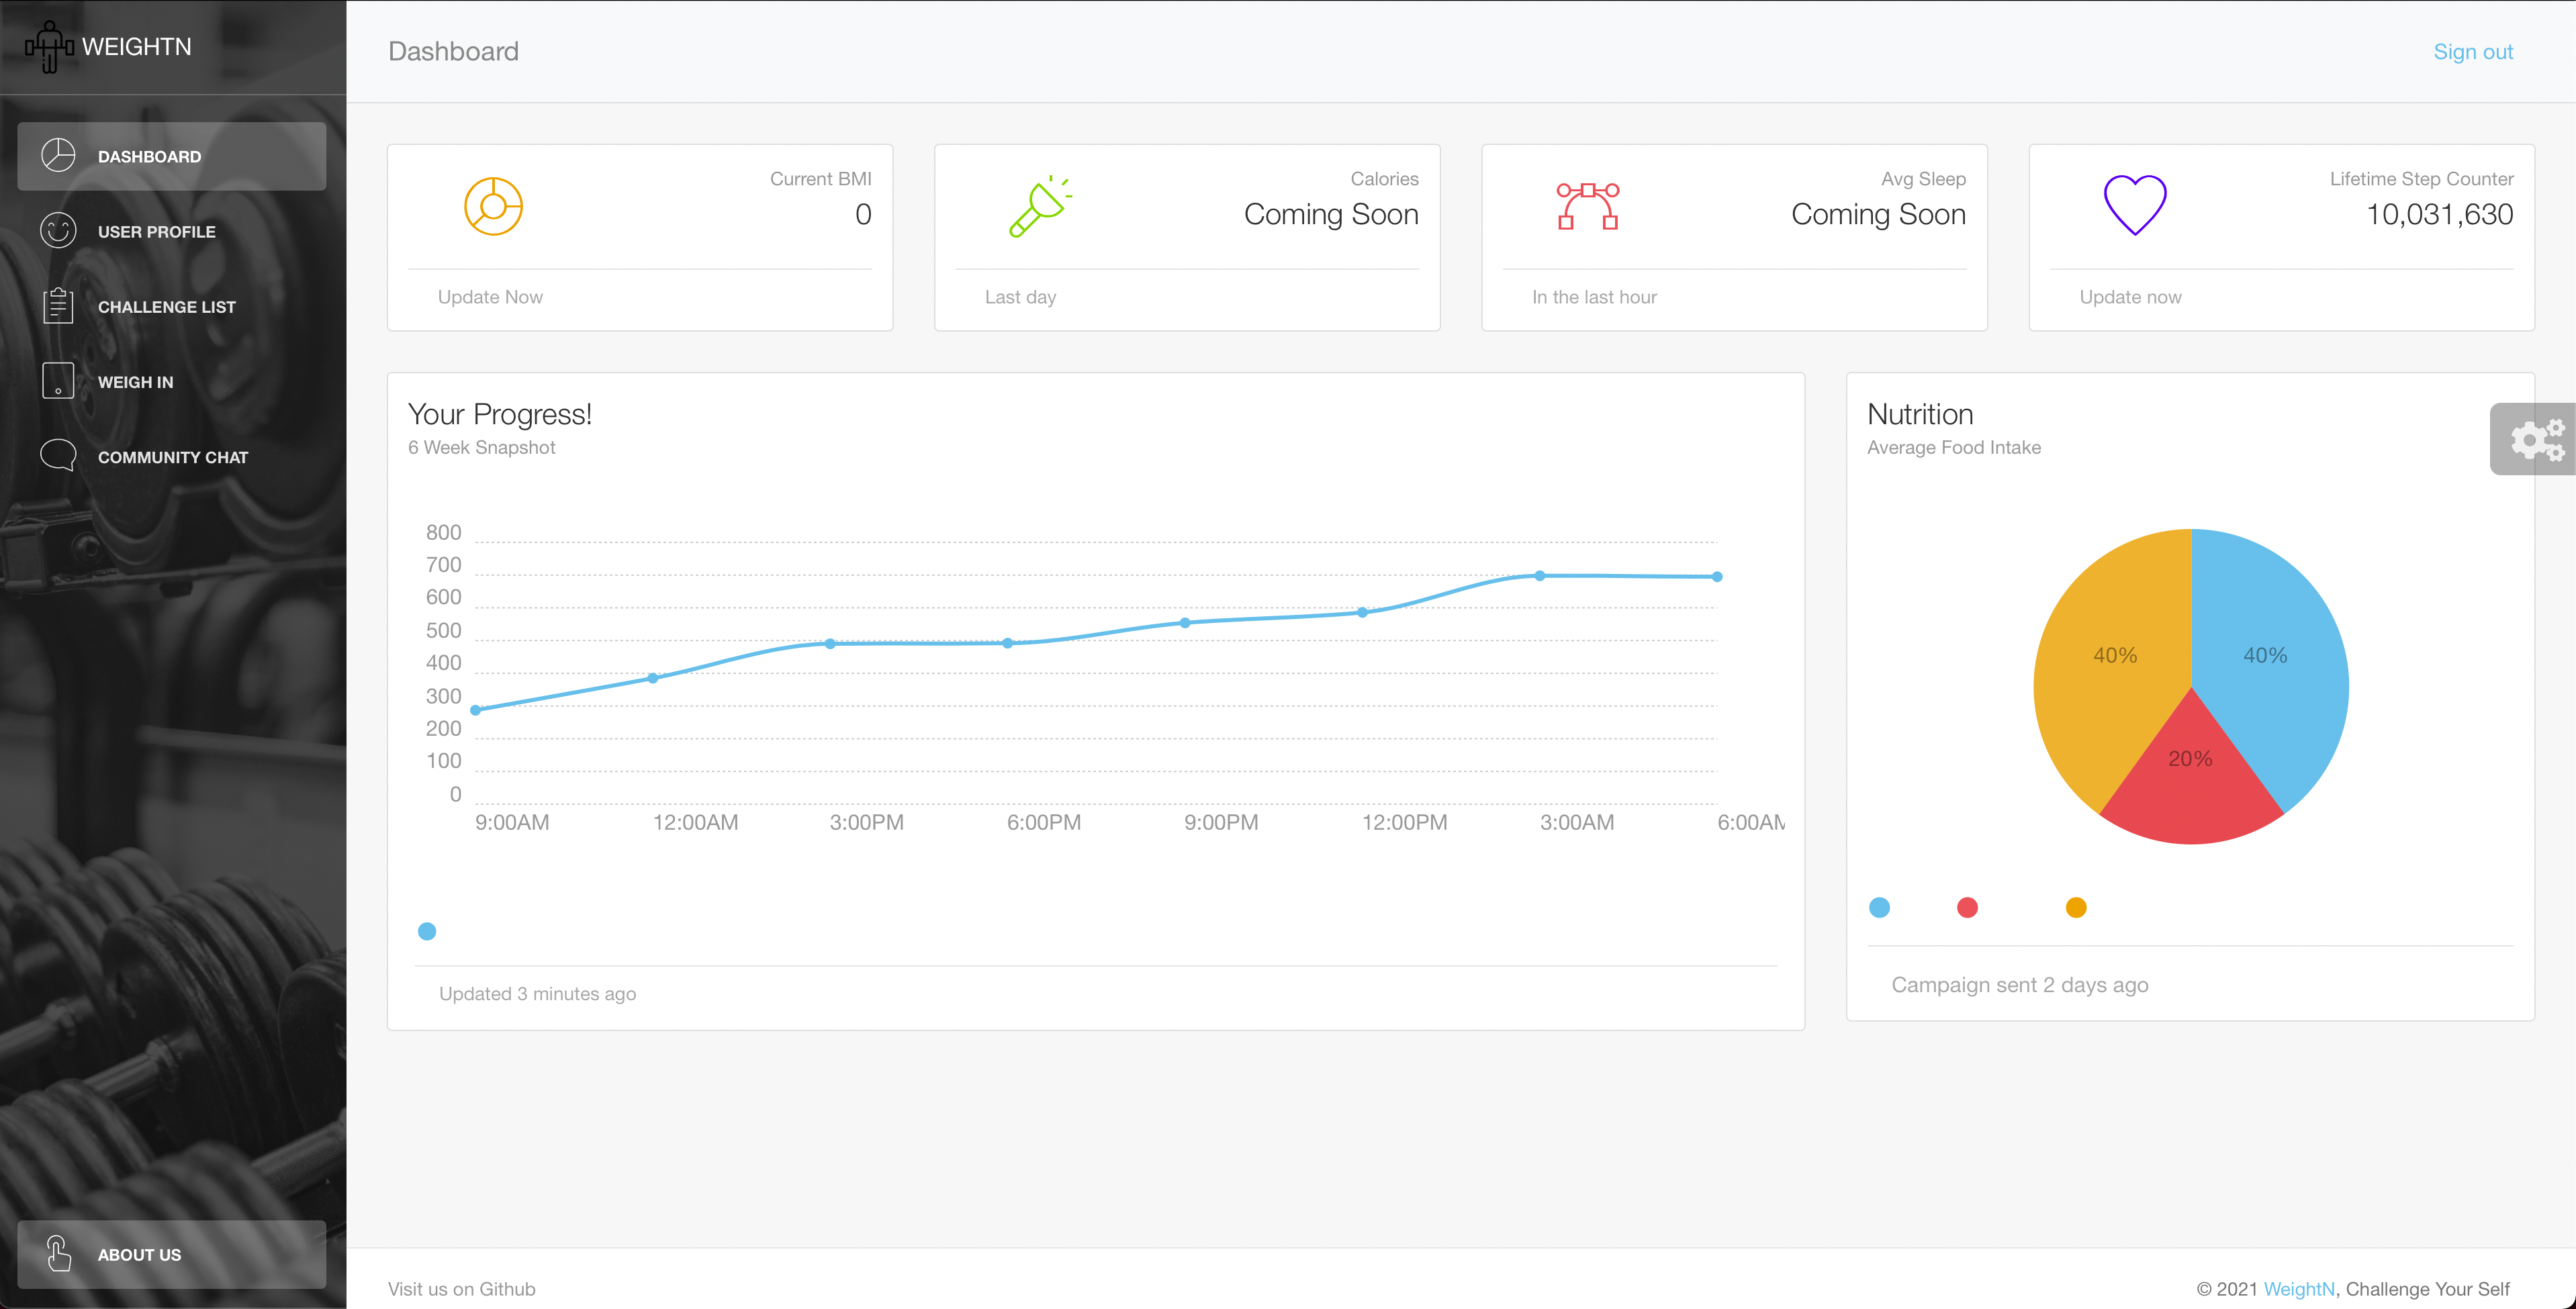 WEIGHTN
DASHBOARD
USER PROFILE
CHALLENGE LIST
WEIGH IN
COMMUNITY CHAT
ABOUT US
Dashboard
Sign out
Current BMI
0
Update Now
Calories
Coming Soon
Last day
Avg Sleep
Coming Soon
In the last hour
Lifetime Step Counter
10,031,630
Update now
Your Progress!
6 Week Snapshot
800
700
600
500
400
300
200
100
0
9:00AM 12:00AM 3:00PM 6:00PM 9:00PM 12:00PM 3:00AM 6:00AM
Updated 3 minutes ago
Nutrition
Average Food Intake
40% 40%
20%
Campaign sent 2 days ago
Visit us on Github
© 2021 WeightN, Challenge Your Self